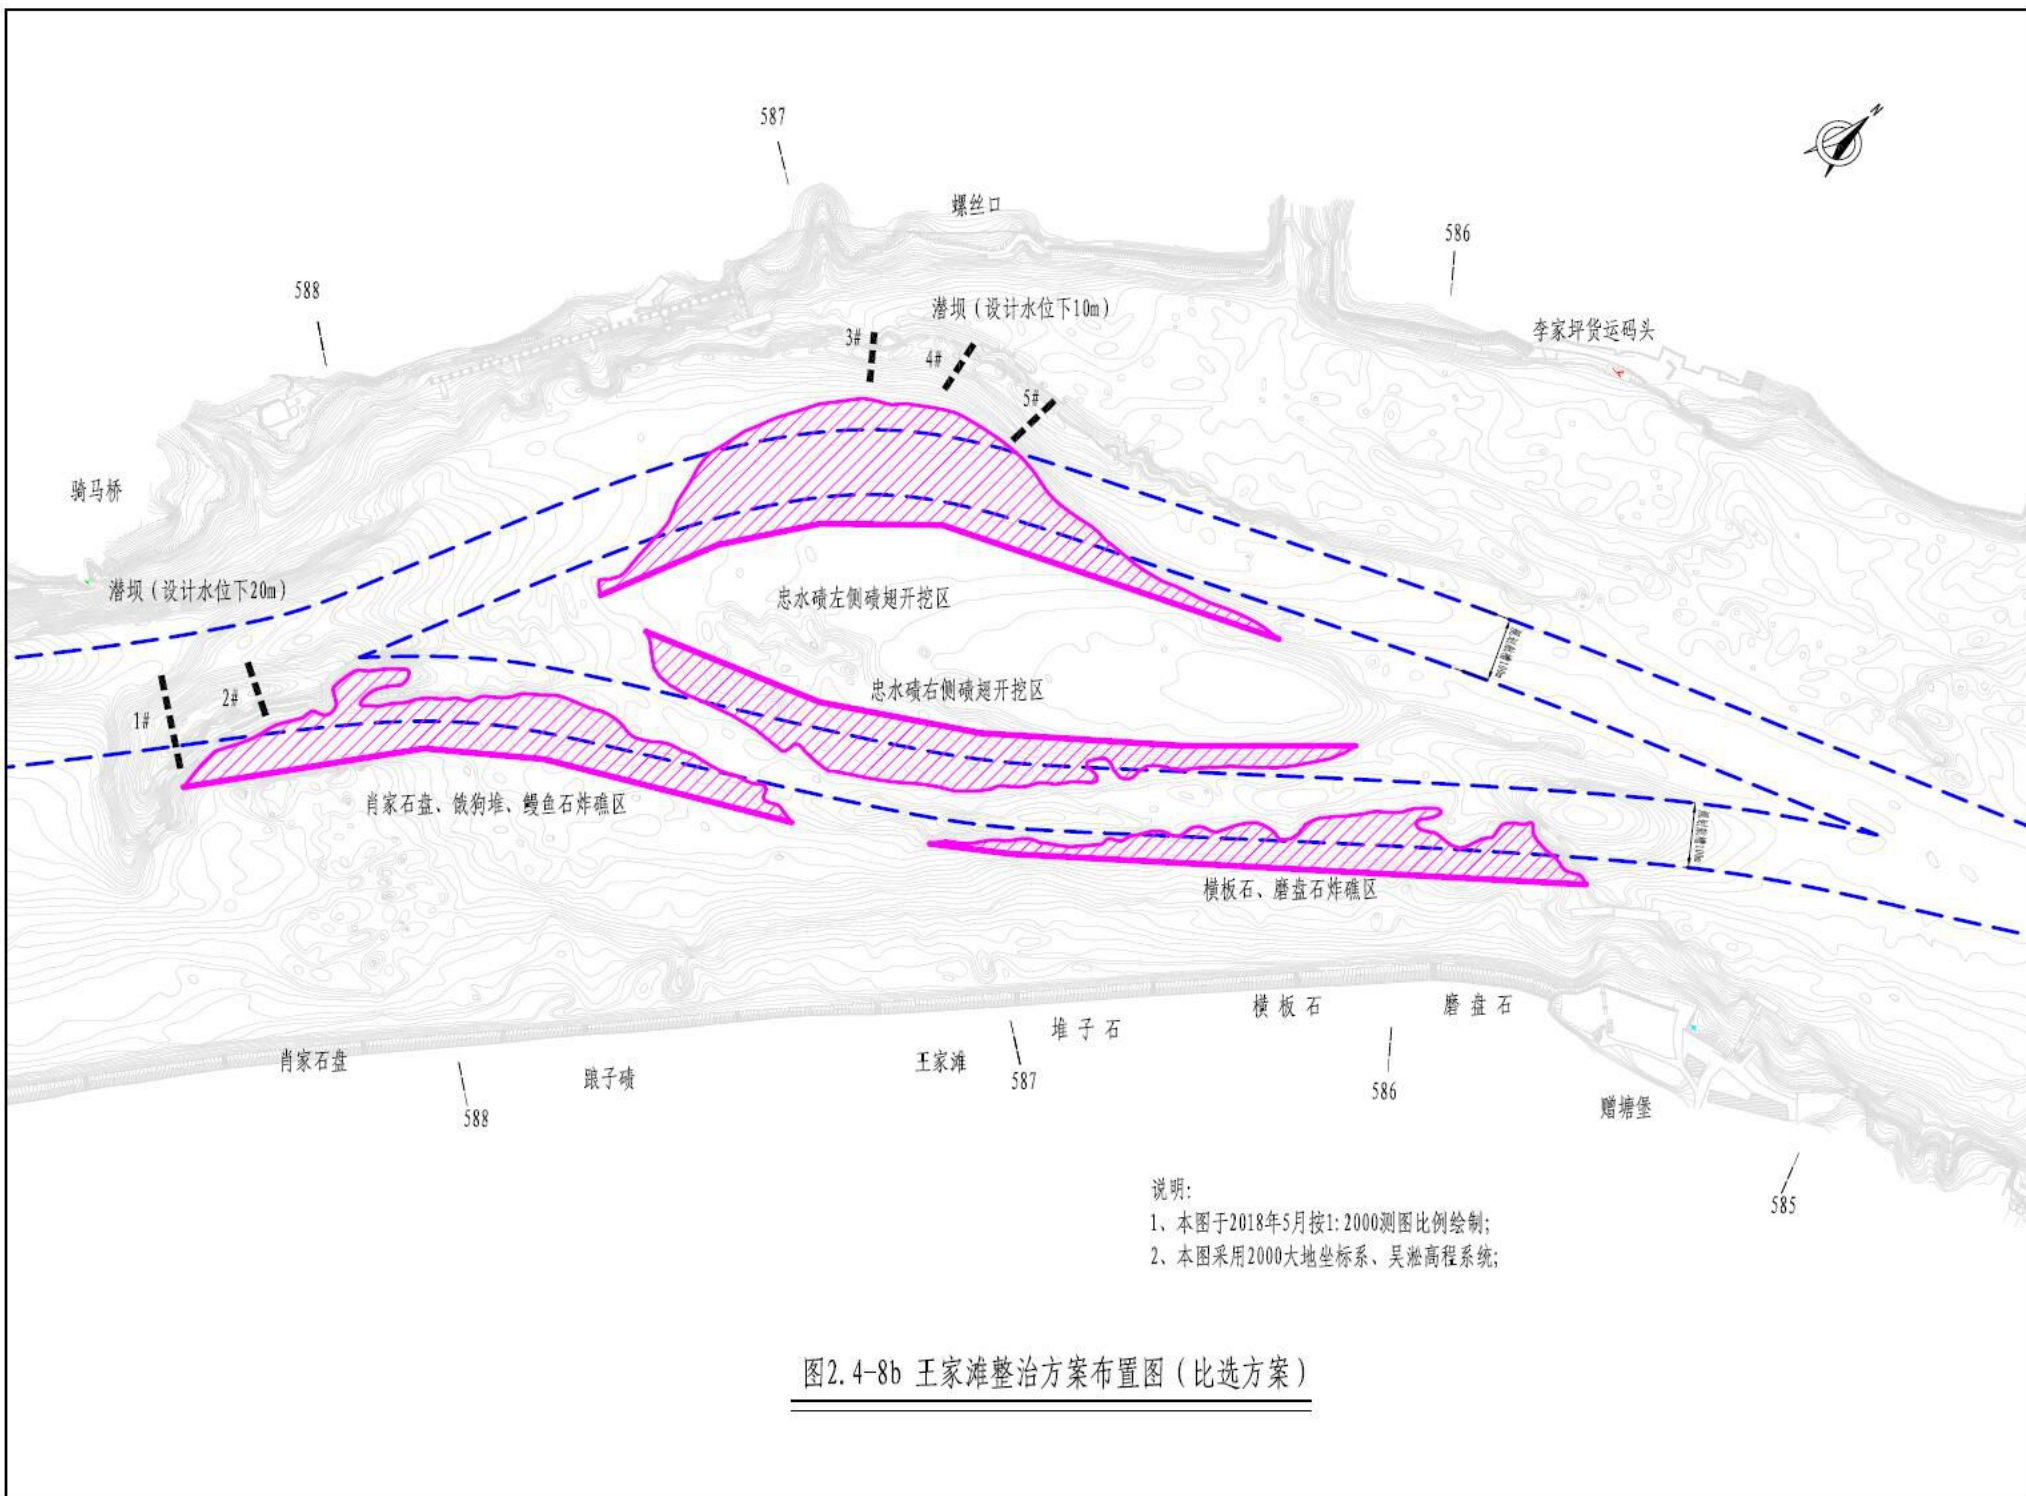 587
N
螺丝口
586
588
潜坝（设计水位下10m）
李家坪货运码头
3#
4#
5#
骑马桥
潜坝（设计水位下20m）
忠水碛左侧碛翅开挖区
忠水碛右侧碛翅开挖区
2#
1#
肖家石盘、饿狗堆、鳗鱼石炸礁区
横板石、磨盘石炸礁区
横板石
磨盘石
堆子石
肖家石盘
王家滩
踉子碛
587
586
588
赠塘堡
585
说明:
1、本图于2018年5月按1:2000测图比例绘制;
2、本图采用2000大地坐标系、吴淞高程系统;
图2.4-8b 王家滩整治方案布置图（比选方案）